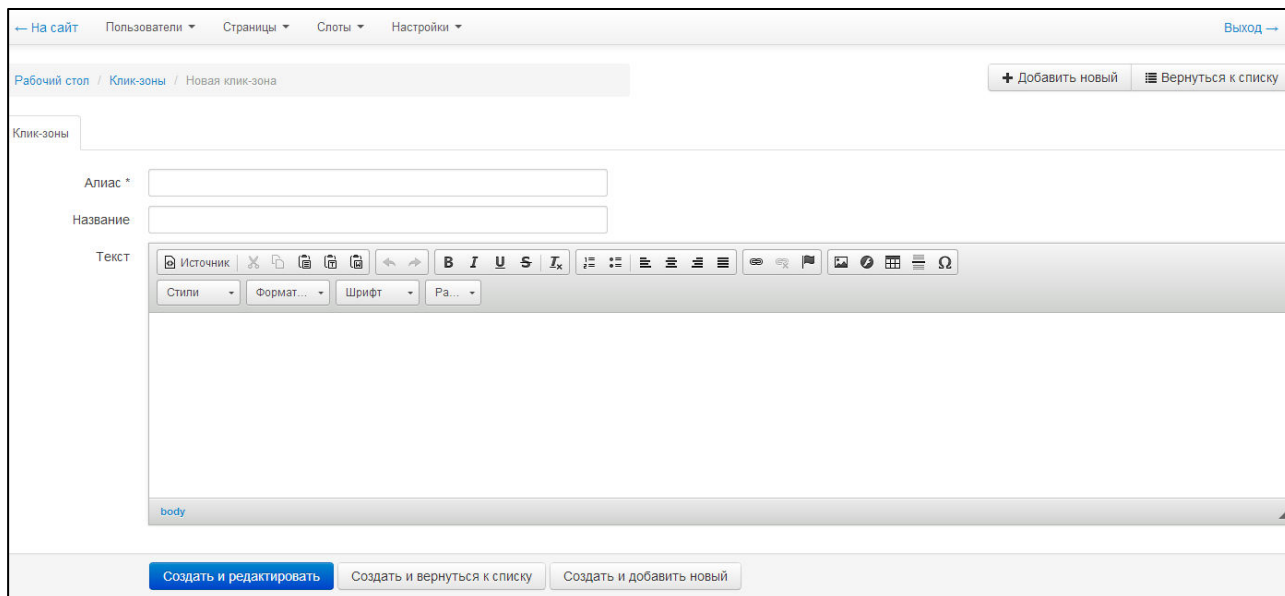 ← На сайт Пользователи Страницы Слоты Настройки Выход →
Рабочий стол / Клик-зоны / Новая клик-зона + Добавить новый Вернуться к списку
Клик-зоны
Алиас *
Название
Текст Источник B I U S Ix Ω
Стили Формат... Шрифт Ра...
body
Создать и редактировать Создать и вернуться к списку Создать и добавить новый